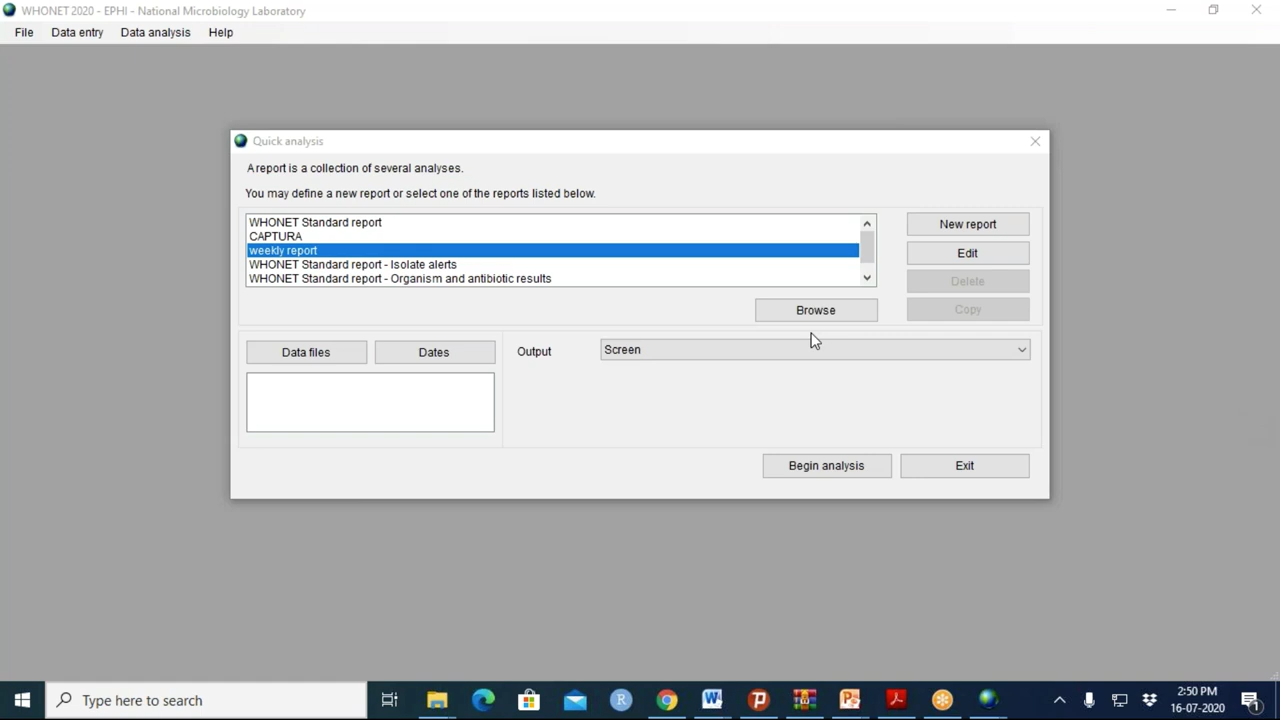 WHONET 2020 - EPHI - National Microbiology Laboratory
File Data entry Data analysis Help
Quick analysis
A report is a collection of several analyses.
You may define a new report or select one of the reports listed below.
WHONET Standard report
CAPTURA
weekly report
WHONET Standard report - Isolate alerts
WHONET Standard report - Organism and antibiotic results
New report
Edit
Delete
Copy
Browse
Data files Dates
Output Screen
Begin analysis Exit
Type here to search
2:50 PM
16-07-2020